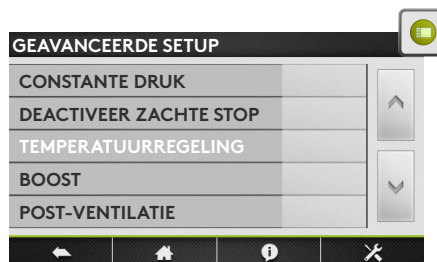 GEAVANCEERDE SETUP
CONSTANTE DRUK
DEACTIVEER ZACHTE STOP
TEMPERATUURREGELING
BOOST
POST-VENTILATIE